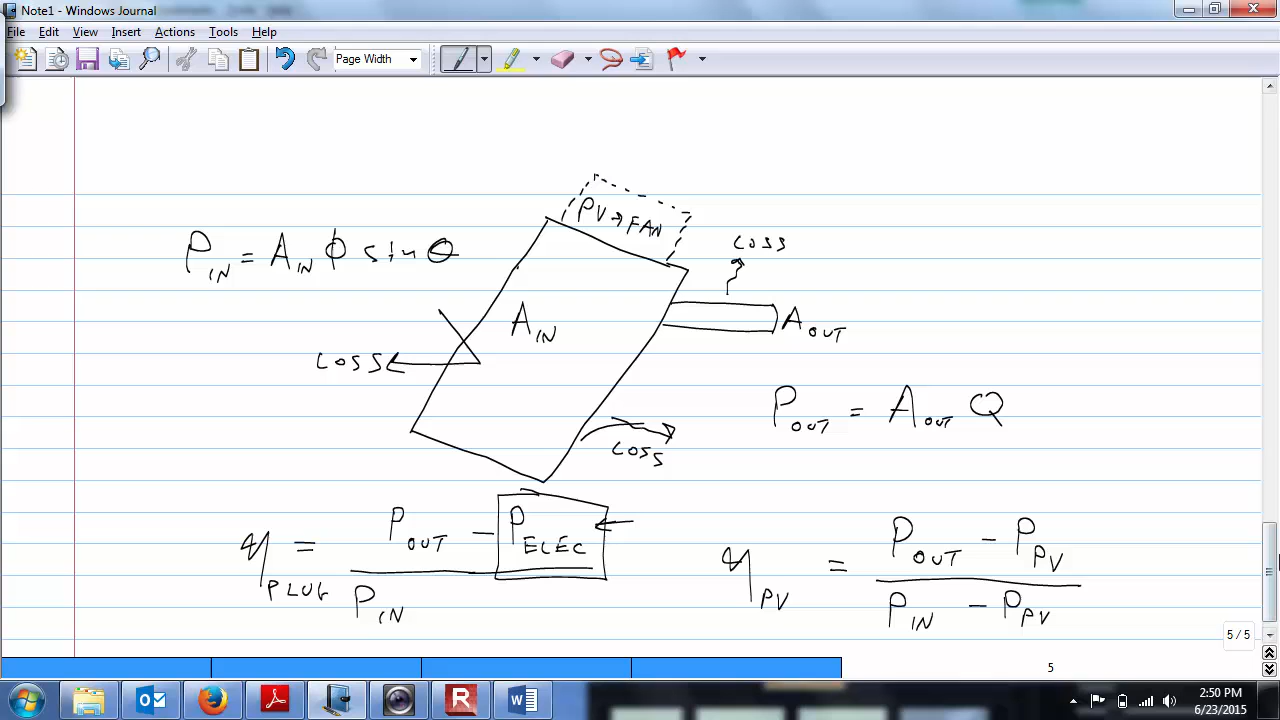 Note1 - Windows Journal
File Edit View Insert Actions Tools Help
Page Width
PV → FAN
P_IN = A_IN ϕ sin θ
LOSS
A_IN
A_OUT
LOSS
P_OUT = A_OUT Q
LOSS
η_PLUG = (P_OUT - P_ELEC) / P_IN
η_PV = (P_OUT - P_PV) / (P_IN - P_PV)
5 / 5
5
2:50 PM
6/23/2015